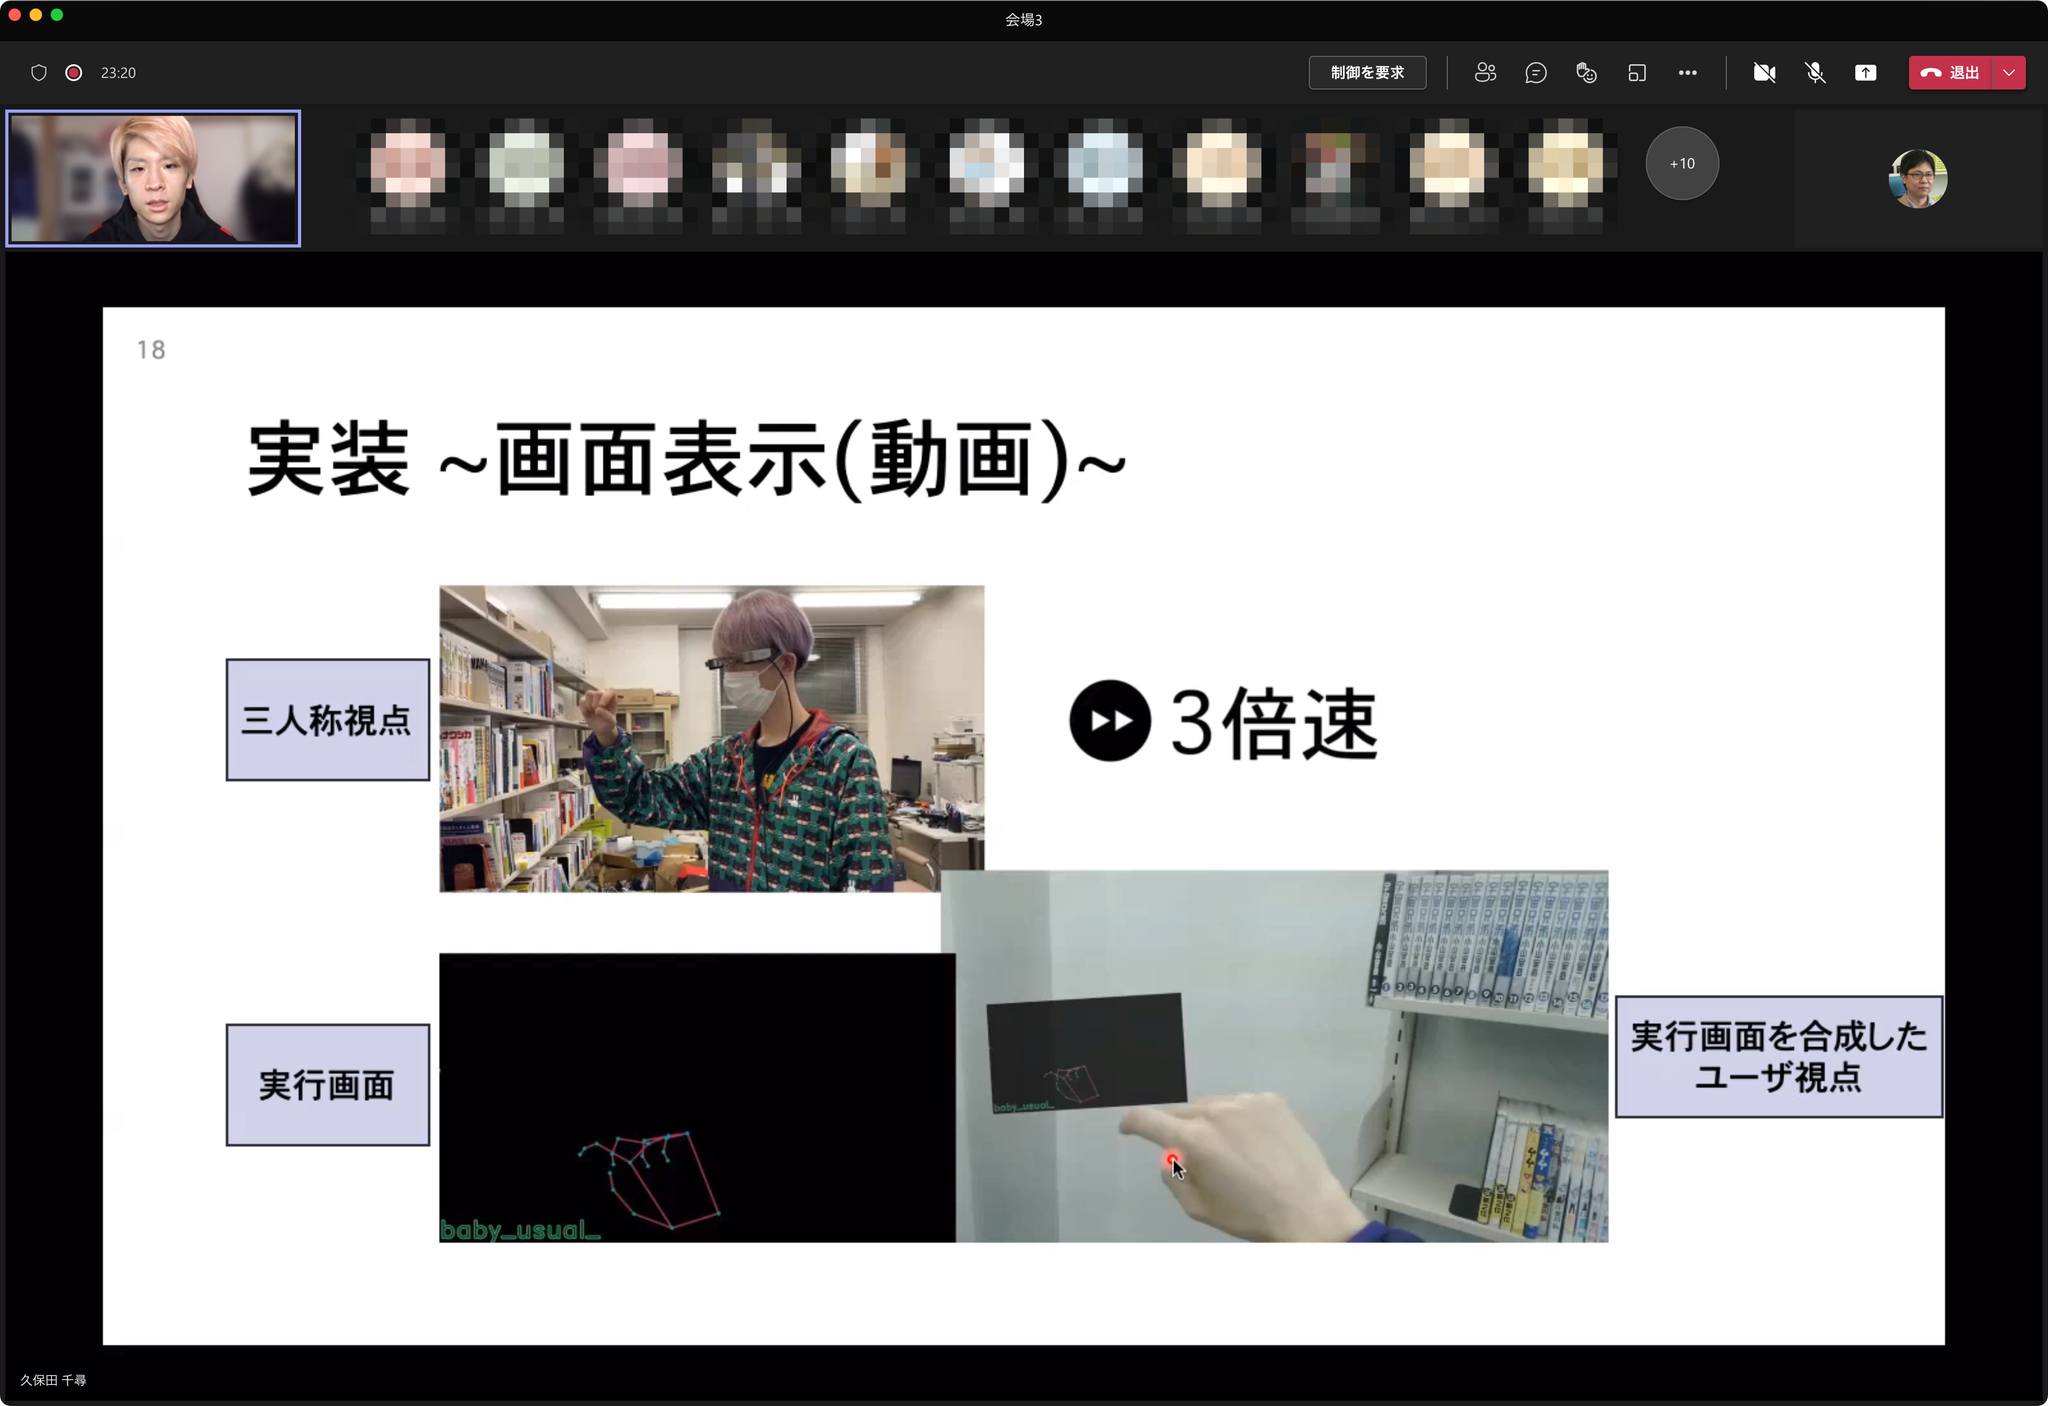 会場3
23:20
制御を要求
退出
+10
18
実装 ~画面表示(動画)~
三人称視点
3倍速
実行画面
baby_usual_
baby_usual_
実行画面を合成した
ユーザ視点
久保田 千尋